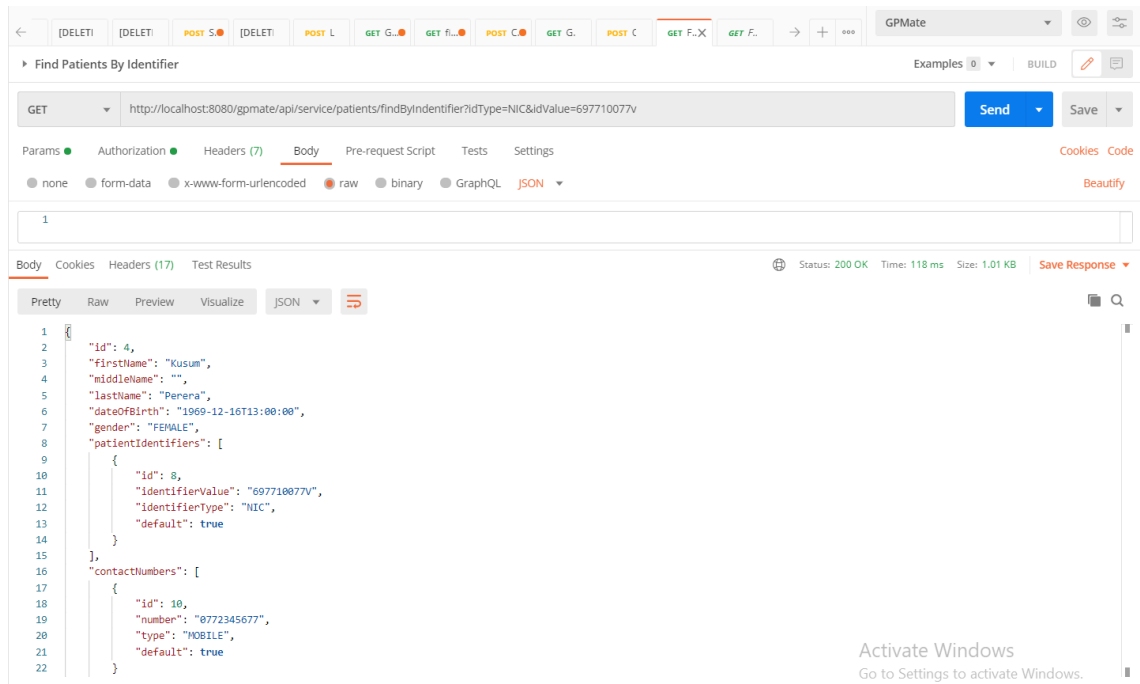 GPMate
[DELETI [DELETI POST S. [DELET POST L GET G... GET fi... POST C. GET G. POST C GET F.. GET F..
Find Patients By Identifier Examples 0 BUILD
GET http://localhost:8080/gpmate/api/service/patients/findByIndentifier?idType=NIC&idValue=697710077v Send Save
Params Authorization Headers (7) Body Pre-request Script Tests Settings Cookies Code
none form-data x-www-form-urlencoded raw binary GraphQL JSON Beautify
1
Body Cookies Headers (17) Test Results Status: 200 OK Time: 118 ms Size: 1.01 KB Save Response
Pretty Raw Preview Visualize JSON
1 {
2 "id": 4,
3 "firstName": "Kusum",
4 "middleName": "",
5 "lastName": "Perera",
6 "dateOfBirth": "1969-12-16T13:00:00",
7 "gender": "FEMALE",
8 "patientIdentifiers": [
9 {
10 "id": 8,
11 "identifierValue": "697710077V",
12 "identifierType": "NIC",
13 "default": true
14 }
15 ],
16 "contactNumbers": [
17 {
18 "id": 10,
19 "number": "0772345677",
20 "type": "MOBILE",
21 "default": true
22 }
Activate Windows
Go to Settings to activate Windows.